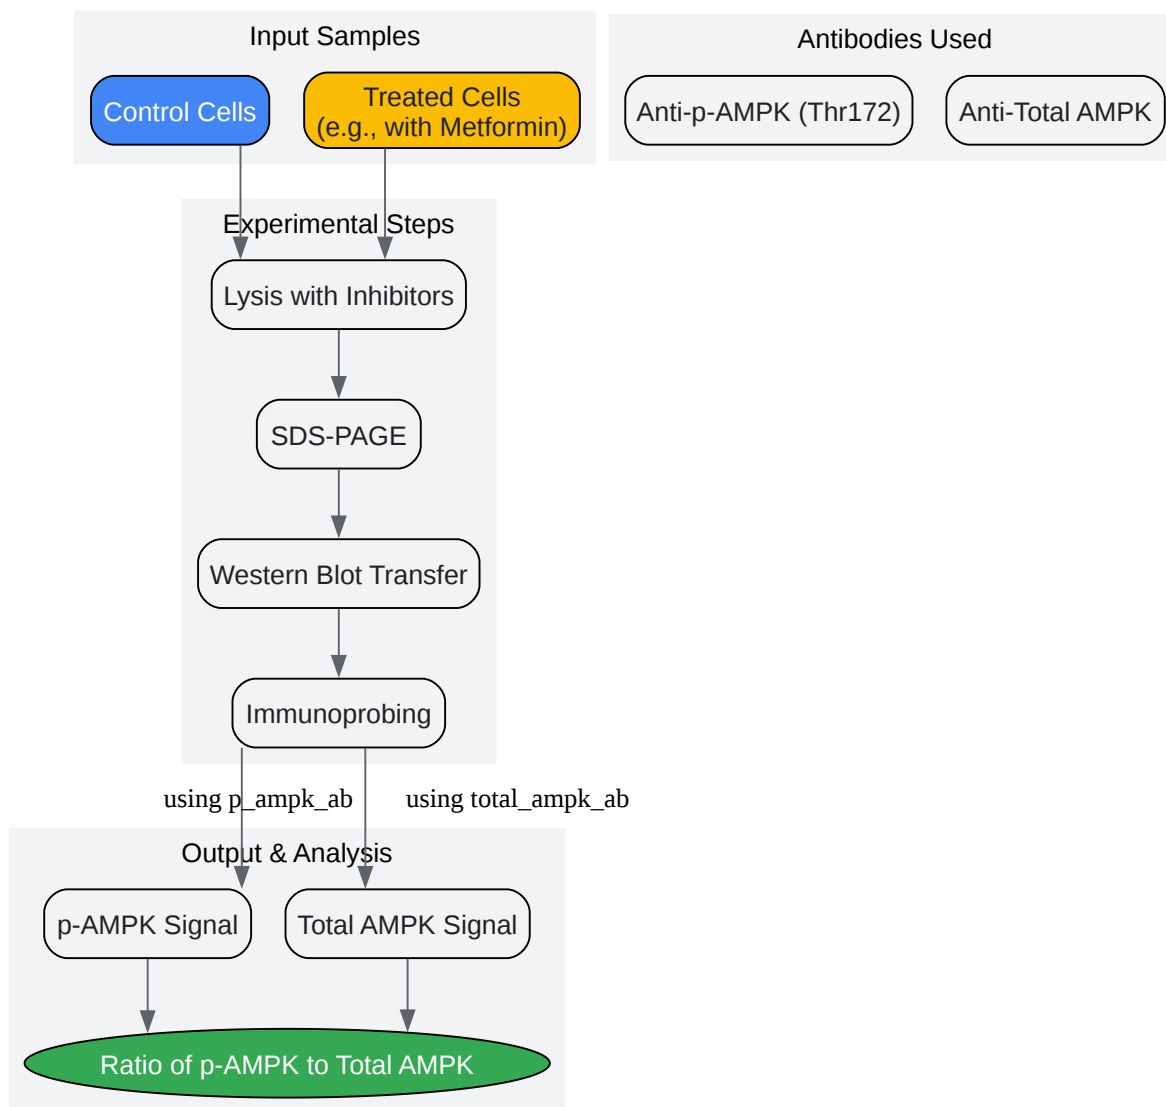 Input Samples
Control Cells
Treated Cells
(e.g., with Metformin)
Antibodies Used
Anti-p-AMPK (Thr172)
Anti-Total AMPK
Experimental Steps
Lysis with Inhibitors
SDS-PAGE
Western Blot Transfer
Immunoprobing
using p_ampk_ab
using total_ampk_ab
Output & Analysis
p-AMPK Signal
Total AMPK Signal
Ratio of p-AMPK to Total AMPK